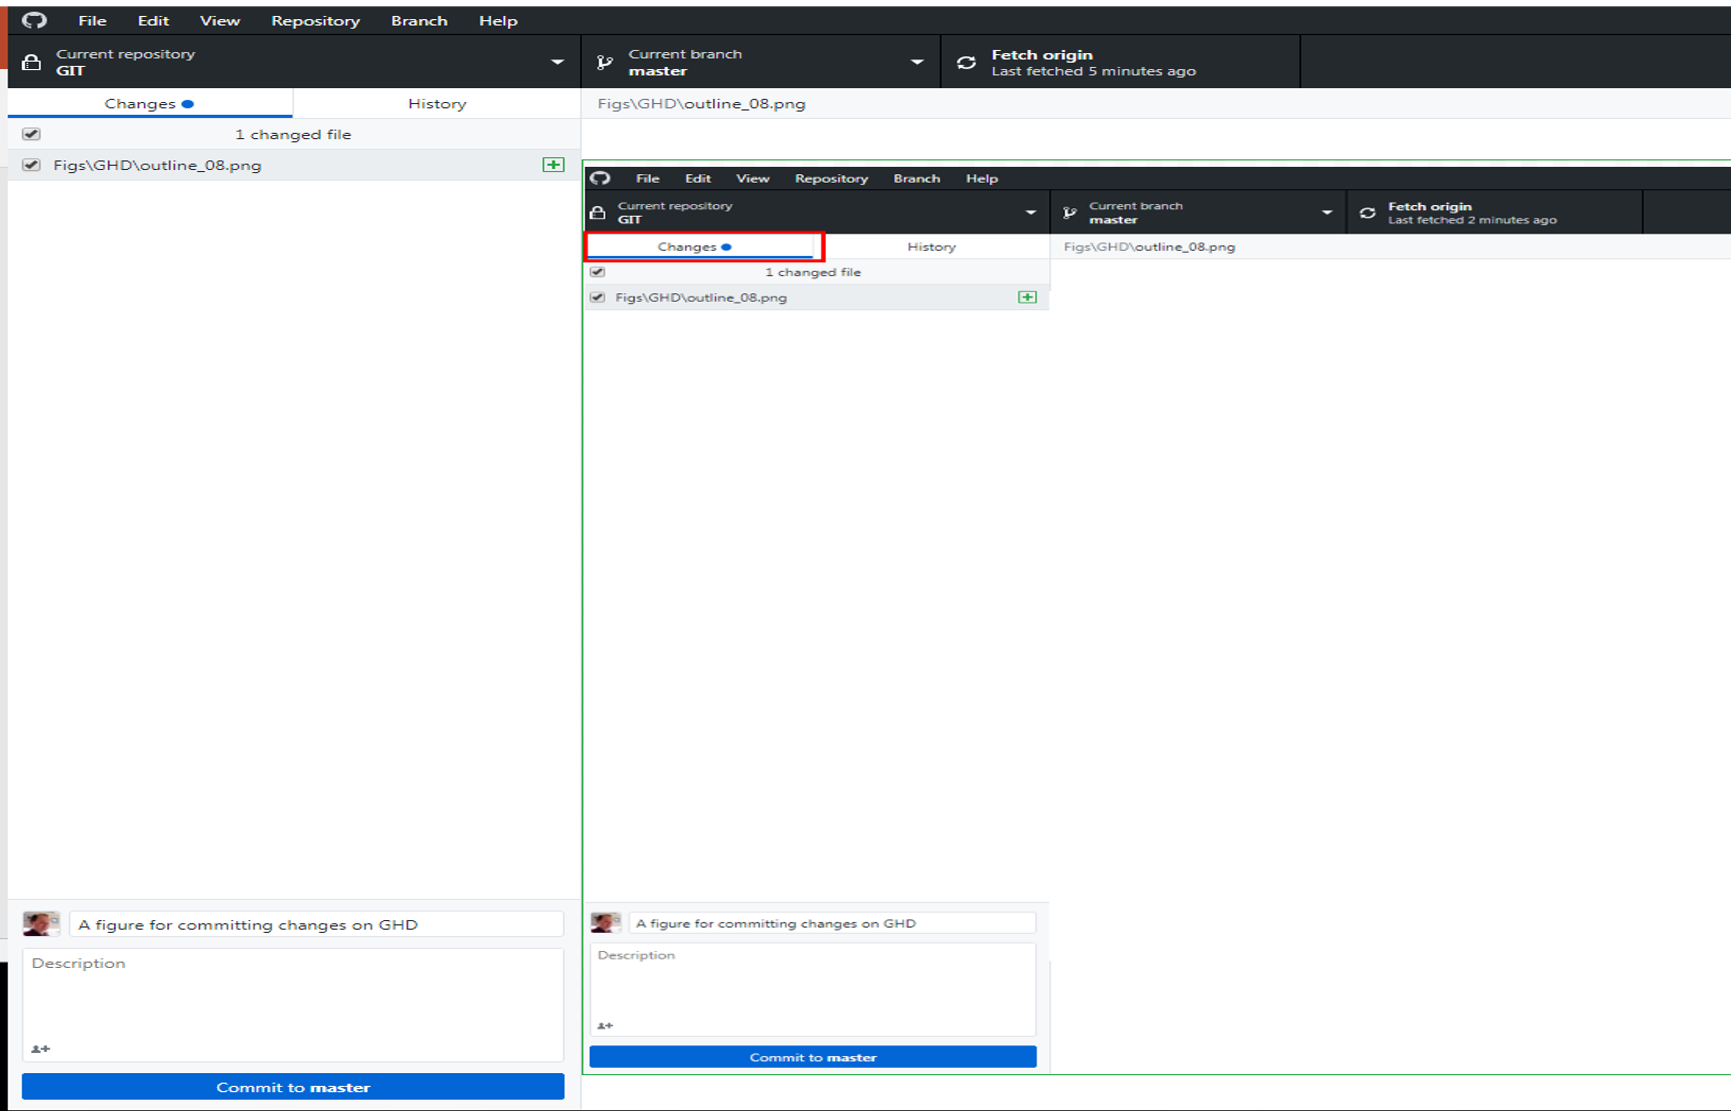 File Edit View Repository Branch Help
Current repository
GIT
Current branch
master
Fetch origin
Last fetched 5 minutes ago
Changes History
Figs\GHD\outline_08.png
1 changed file
Figs\GHD\outline_08.png
A figure for committing changes on GHD
Description
Commit to master
File Edit View Repository Branch Help
Current repository
GIT
Current branch
master
Fetch origin
Last fetched 2 minutes ago
Changes History
Figs\GHD\outline_08.png
1 changed file
Figs\GHD\outline_08.png
A figure for committing changes on GHD
Description
Commit to master